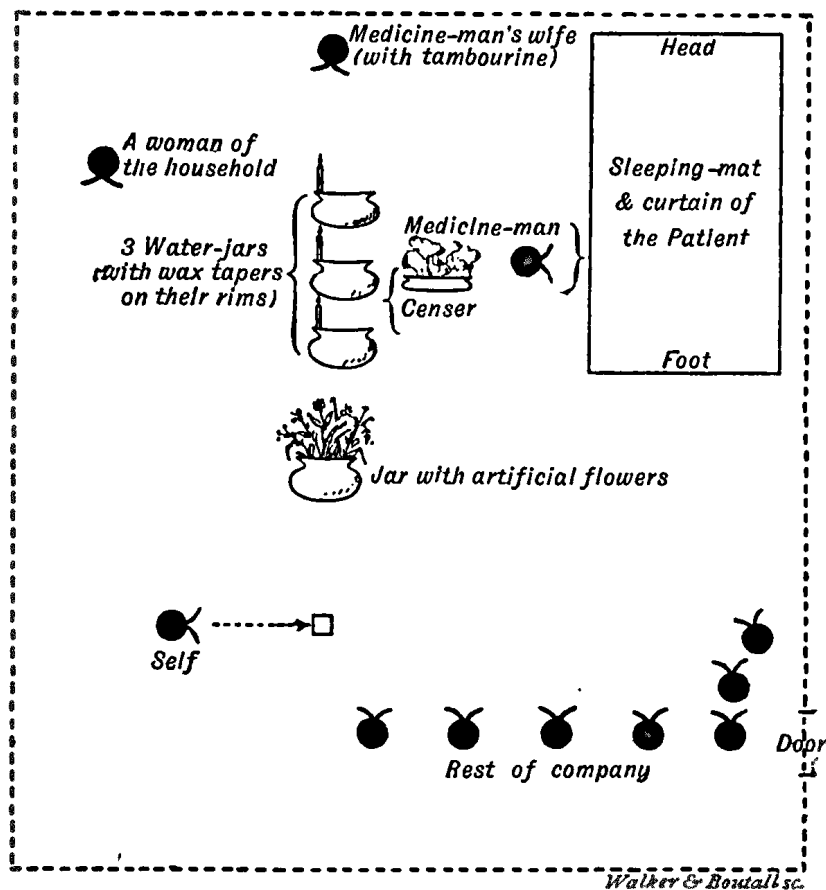 Medicine-man's wife
(with tambourine)
Head
A woman of
the household
Sleeping-mat
& curtain of
the Patient
Medicine-man
3 Water-jars
(with wax tapers
on their rims)
Censer
Foot
Jar with artificial flowers
Self
Door
Rest of company
Walker & Boutall sc.